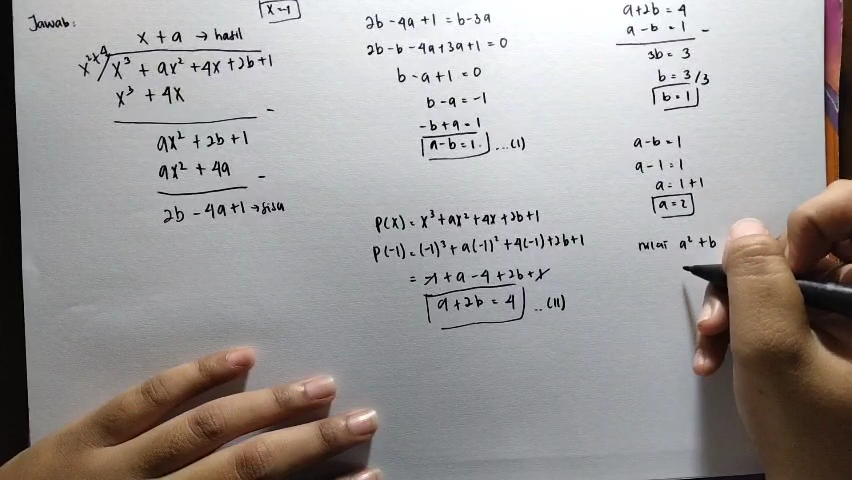 Jawab:
x + a → hasil
x²+4 / x³ + ax² + 4x + 2b + 1
x³ + 4x
-
ax² + 2b + 1
ax² + 4a
-
2b - 4a + 1 → sisa
x=-1
2b - 4a + 1 = b - 3a
2b - b - 4a + 3a + 1 = 0
b - a + 1 = 0
b - a = -1
-b + a = 1
a - b = 1. ...(I)
P(x) = x³ + ax² + 4x + 2b + 1
P(-1) = (-1)³ + a(-1)² + 4(-1) + 2b + 1
= -1 + a - 4 + 2b + 1
a + 2b = 4 ..(II)
a + 2b = 4
a - b = 1 -
3b = 3
b = 3/3
b = 1
a - b = 1
a - 1 = 1
a = 1 + 1
a = 2
nilai a² + b